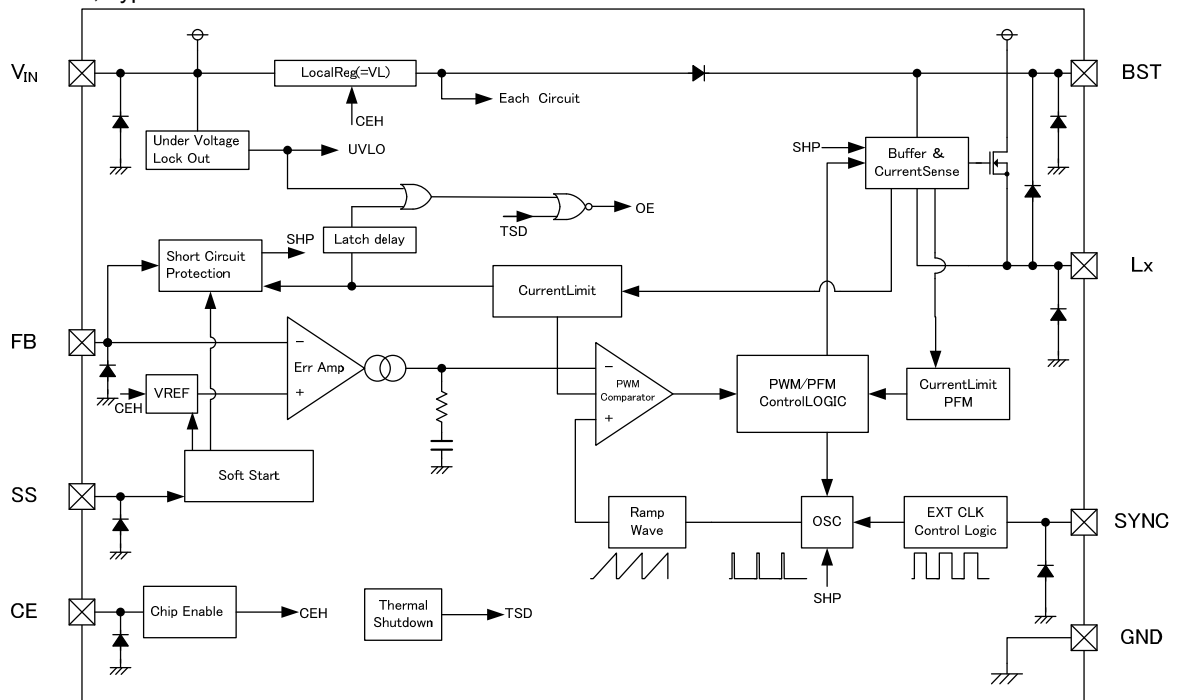 VIN
LocalReg(=VL)
BST
Each Circuit
CEH
Under Voltage
Lock Out
UVLO
SHP
Buffer &
CurrentSense
OE
TSD
Latch delay
SHP
Short Circuit
Protection
Lx
CurrentLimit
FB
Err Amp
−
+
VREF
CEH
−
PWM
Comparator
+
PWM/PFM
ControlLOGIC
CurrentLimit
PFM
Soft Start
SS
Ramp
Wave
OSC
EXT CLK
Control Logic
SYNC
SHP
CE
Chip Enable
CEH
Thermal
Shutdown
TSD
GND